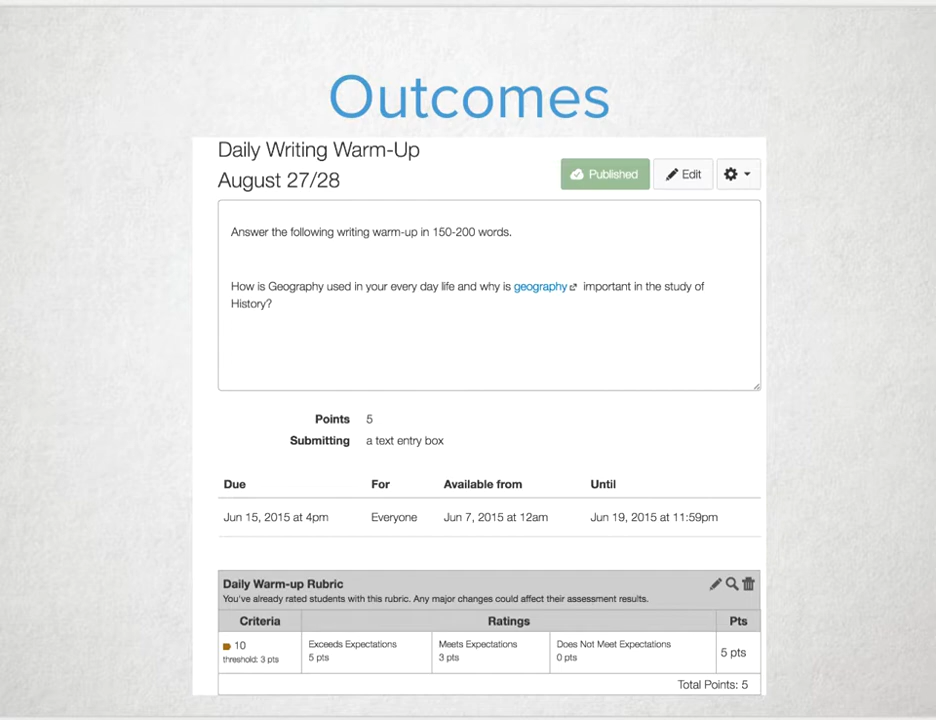 Outcomes
Daily Writing Warm-Up
August 27/28
Published
Edit
Answer the following writing warm-up in 150-200 words.
How is Geography used in your every day life and why is geography important in the study of
History?
Points 5
Submitting a text entry box
Due For Available from Until
Jun 15, 2015 at 4pm Everyone Jun 7, 2015 at 12am Jun 19, 2015 at 11:59pm
Daily Warm-up Rubric
You've already rated students with this rubric. Any major changes could affect their assessment results.
Criteria Ratings Pts
10 Exceeds Expectations Meets Expectations Does Not Meet Expectations
threshold: 3 pts 5 pts 3 pts 0 pts 5 pts
Total Points: 5